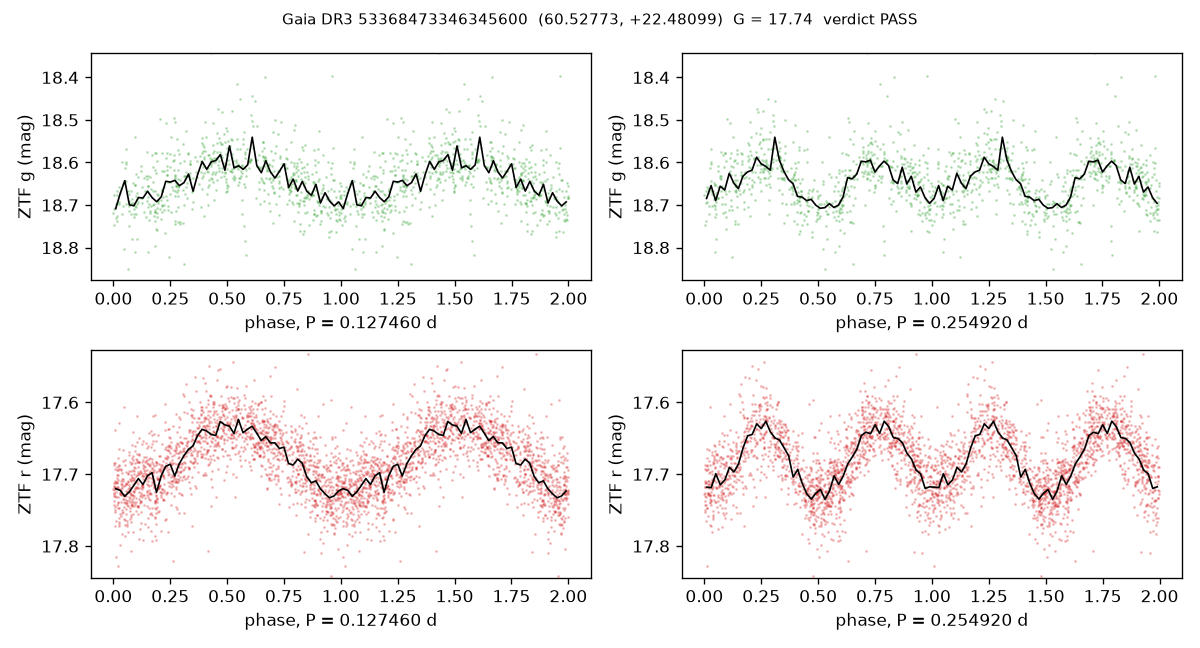 Gaia DR3 53368473346345600 (60.52773, +22.48099) G = 17.74 verdict PASS
ZTF g (mag)
18.4
18.5
18.6
18.7
18.8
0.00 0.25 0.50 0.75 1.00 1.25 1.50 1.75 2.00
phase, P = 0.127460 d
ZTF g (mag)
18.4
18.5
18.6
18.7
18.8
0.00 0.25 0.50 0.75 1.00 1.25 1.50 1.75 2.00
phase, P = 0.254920 d
ZTF r (mag)
17.6
17.7
17.8
0.00 0.25 0.50 0.75 1.00 1.25 1.50 1.75 2.00
phase, P = 0.127460 d
ZTF r (mag)
17.6
17.7
17.8
0.00 0.25 0.50 0.75 1.00 1.25 1.50 1.75 2.00
phase, P = 0.254920 d